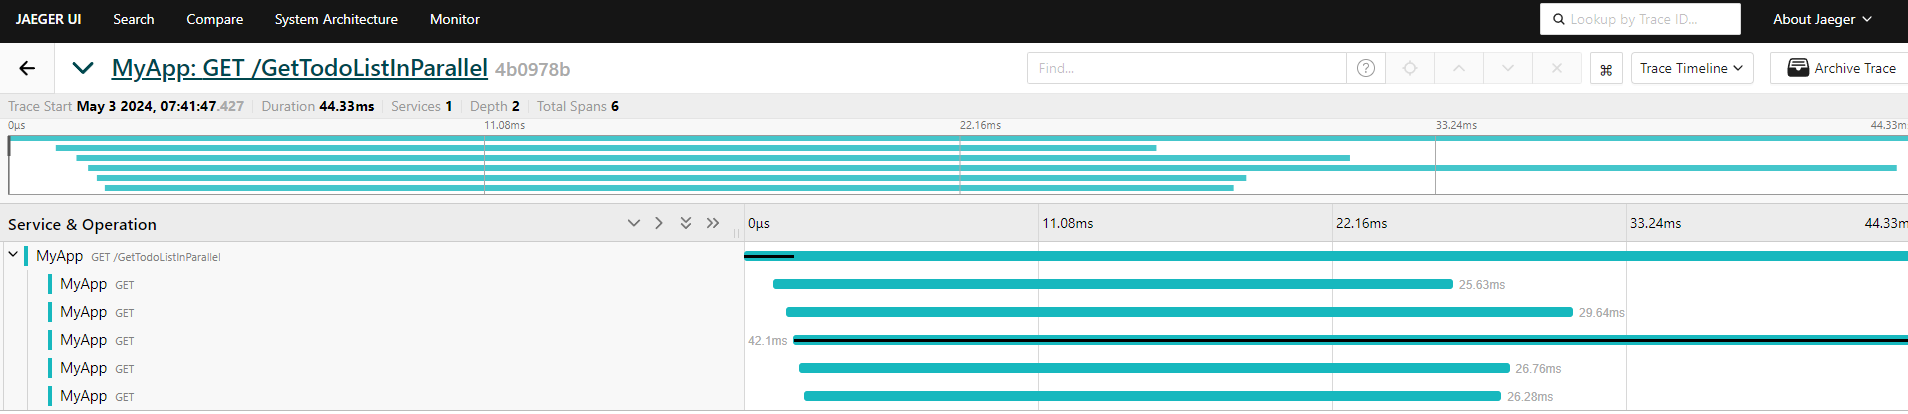 JAEGER UI Search Compare System Architecture Monitor Lookup by Trace ID... About Jaeger
MyApp: GET /GetTodoListInParallel 4b0978b Find... ? ⌘ Trace Timeline Archive Trace
Trace Start May 3 2024, 07:41:47.427 Duration 44.33ms Services 1 Depth 2 Total Spans 6
0μs 11.08ms 22.16ms 33.24ms 44.33ms
Service & Operation 0μs 11.08ms 22.16ms 33.24ms 44.33m
MyApp GET /GetTodoListInParallel
MyApp GET 25.63ms
MyApp GET 29.64ms
MyApp GET 42.1ms
MyApp GET 26.76ms
MyApp GET 26.28ms